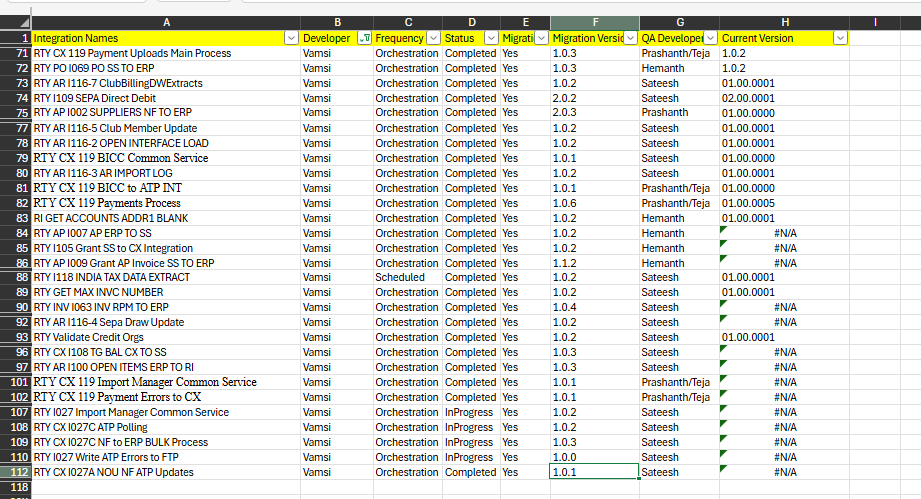 A B C D E F G H I
1 Integration Names Developer Frequency Status Migrati Migration Versic QA Developer Current Version
71 RTY CX 119 Payment Uploads Main Process Vamsi Orchestration Completed Yes 1.0.3 Prashanth/Teja 1.0.2
72 RTY PO I069 PO SS TO ERP Vamsi Orchestration Completed Yes 1.0.3 Hemanth 1.0.2
73 RTY AR I116-7 ClubBillingDWExtracts Vamsi Orchestration Completed Yes 1.0.2 Sateesh 01.00.0001
74 RTY I109 SEPA Direct Debit Vamsi Orchestration Completed Yes 2.0.2 Sateesh 02.00.0001
75 RTY AP I002 SUPPLIERS NF TO ERP Vamsi Orchestration Completed Yes 2.0.3 Prashanth 01.00.0000
77 RTY AR I116-5 Club Member Update Vamsi Orchestration Completed Yes 1.0.2 Sateesh 01.00.0001
78 RTY AR I116-2 OPEN INTERFACE LOAD Vamsi Orchestration Completed Yes 1.0.2 Sateesh 01.00.0001
79 RTY CX 119 BICC Common Service Vamsi Orchestration Completed Yes 1.0.1 Sateesh 01.00.0000
80 RTY AR I116-3 AR IMPORT LOG Vamsi Orchestration Completed Yes 1.0.2 Sateesh 01.00.0001
81 RTY CX 119 BICC to ATP INT Vamsi Orchestration Completed Yes 1.0.1 Prashanth/Teja 01.00.0000
82 RTY CX 119 Payments Process Vamsi Orchestration Completed Yes 1.0.6 Prashanth/Teja 01.00.0005
83 RI GET ACCOUNTS ADDR1 BLANK Vamsi Orchestration Completed Yes 1.0.2 Hemanth 01.00.0001
84 RTY AP I007 AP ERP TO SS Vamsi Orchestration Completed Yes 1.0.2 Hemanth #N/A
85 RTY I105 Grant SS to CX Integration Vamsi Orchestration Completed Yes 1.0.2 Hemanth #N/A
86 RTY AP I009 Grant AP Invoice SS TO ERP Vamsi Orchestration Completed Yes 1.1.2 Hemanth #N/A
88 RTY I118 INDIA TAX DATA EXTRACT Vamsi Scheduled Completed Yes 1.0.2 Sateesh 01.00.0001
89 RTY GET MAX INVC NUMBER Vamsi Orchestration Completed Yes 1.0.2 Sateesh 01.00.0001
90 RTY INV I063 INV RPM TO ERP Vamsi Orchestration Completed Yes 1.0.4 Sateesh #N/A
92 RTY AR I116-4 Sepa Draw Update Vamsi Orchestration Completed Yes 1.0.2 Sateesh #N/A
93 RTY Validate Credit Orgs Vamsi Orchestration Completed Yes 1.0.2 Sateesh 01.00.0001
96 RTY CX I108 TG BAL CX TO SS Vamsi Orchestration Completed Yes 1.0.3 Sateesh #N/A
97 RTY AR I100 OPEN ITEMS ERP TO RI Vamsi Orchestration Completed Yes 1.0.3 Sateesh #N/A
101 RTY CX 119 Import Manager Common Service Vamsi Orchestration Completed Yes 1.0.1 Prashanth/Teja #N/A
102 RTY CX 119 Payment Errors to CX Vamsi Orchestration Completed Yes 1.0.1 Prashanth/Teja #N/A
107 RTY I027 Import Manager Common Service Vamsi Orchestration InProgress Yes 1.0.2 Sateesh #N/A
108 RTY CX I027C ATP Polling Vamsi Orchestration InProgress Yes 1.0.2 Sateesh #N/A
109 RTY CX I027C NF to ERP BULK Process Vamsi Orchestration InProgress Yes 1.0.3 Sateesh #N/A
110 RTY I027 Write ATP Errors to FTP Vamsi Orchestration InProgress Yes 1.0.0 Sateesh #N/A
112 RTY CX I027A NOU NF ATP Updates Vamsi Orchestration Completed Yes 1.0.1 Sateesh #N/A
118